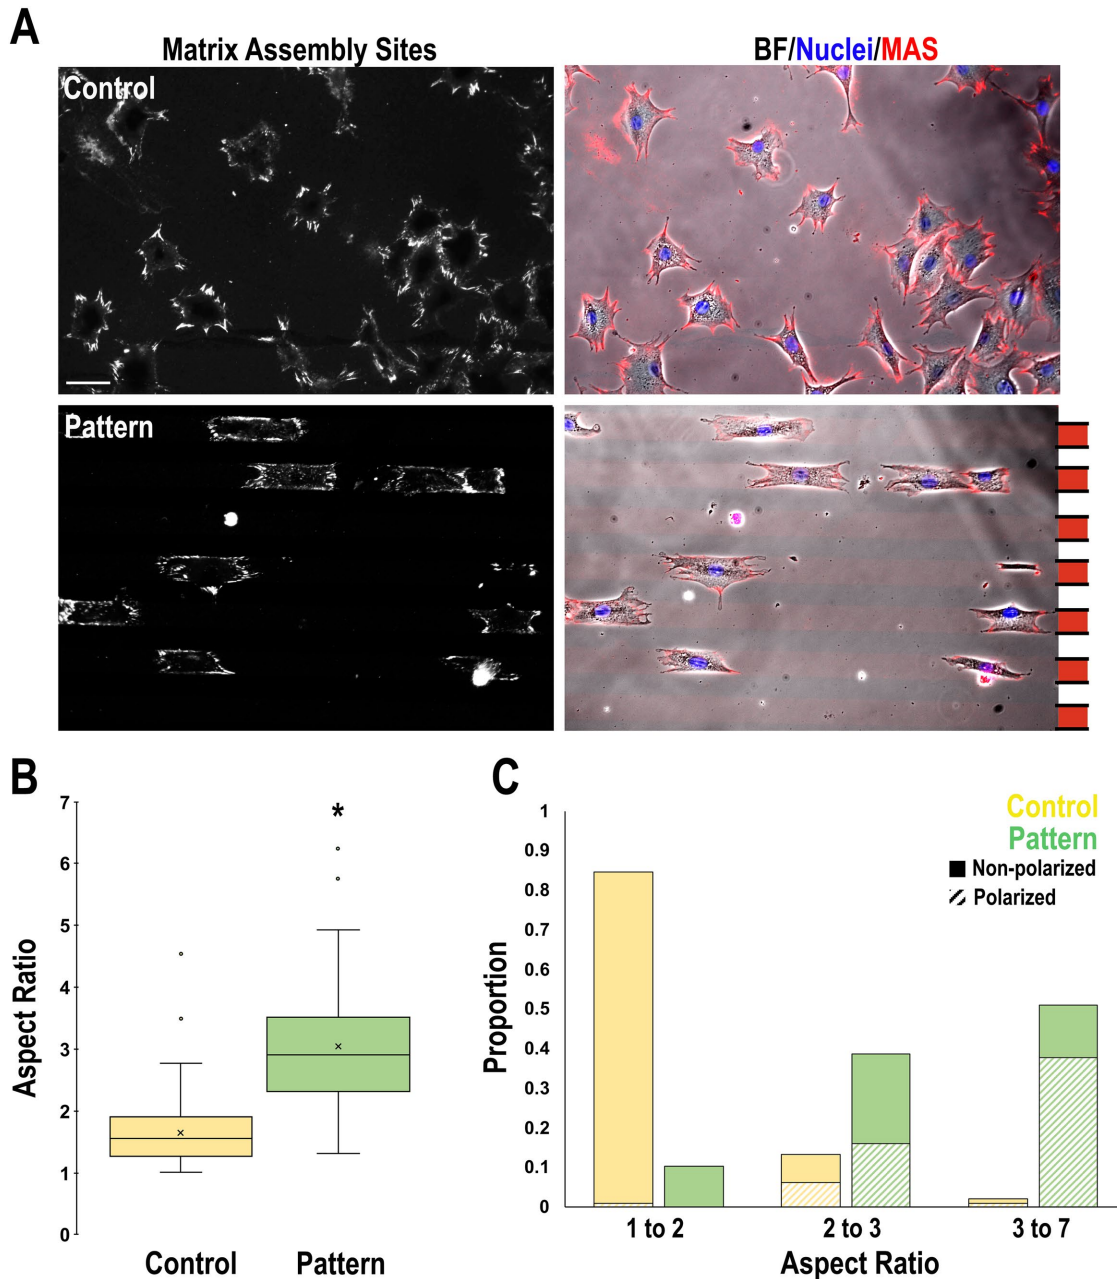 A
Matrix Assembly Sites
BF/Nuclei/MAS
Control
Pattern
B
7
6
5
4
3
2
1
0
Aspect Ratio
*
Control
Pattern
C
1
0.9
0.8
0.7
0.6
0.5
0.4
0.3
0.2
0.1
0
Proportion
Control
Pattern
Non-polarized
Polarized
1 to 2
2 to 3
3 to 7
Aspect Ratio